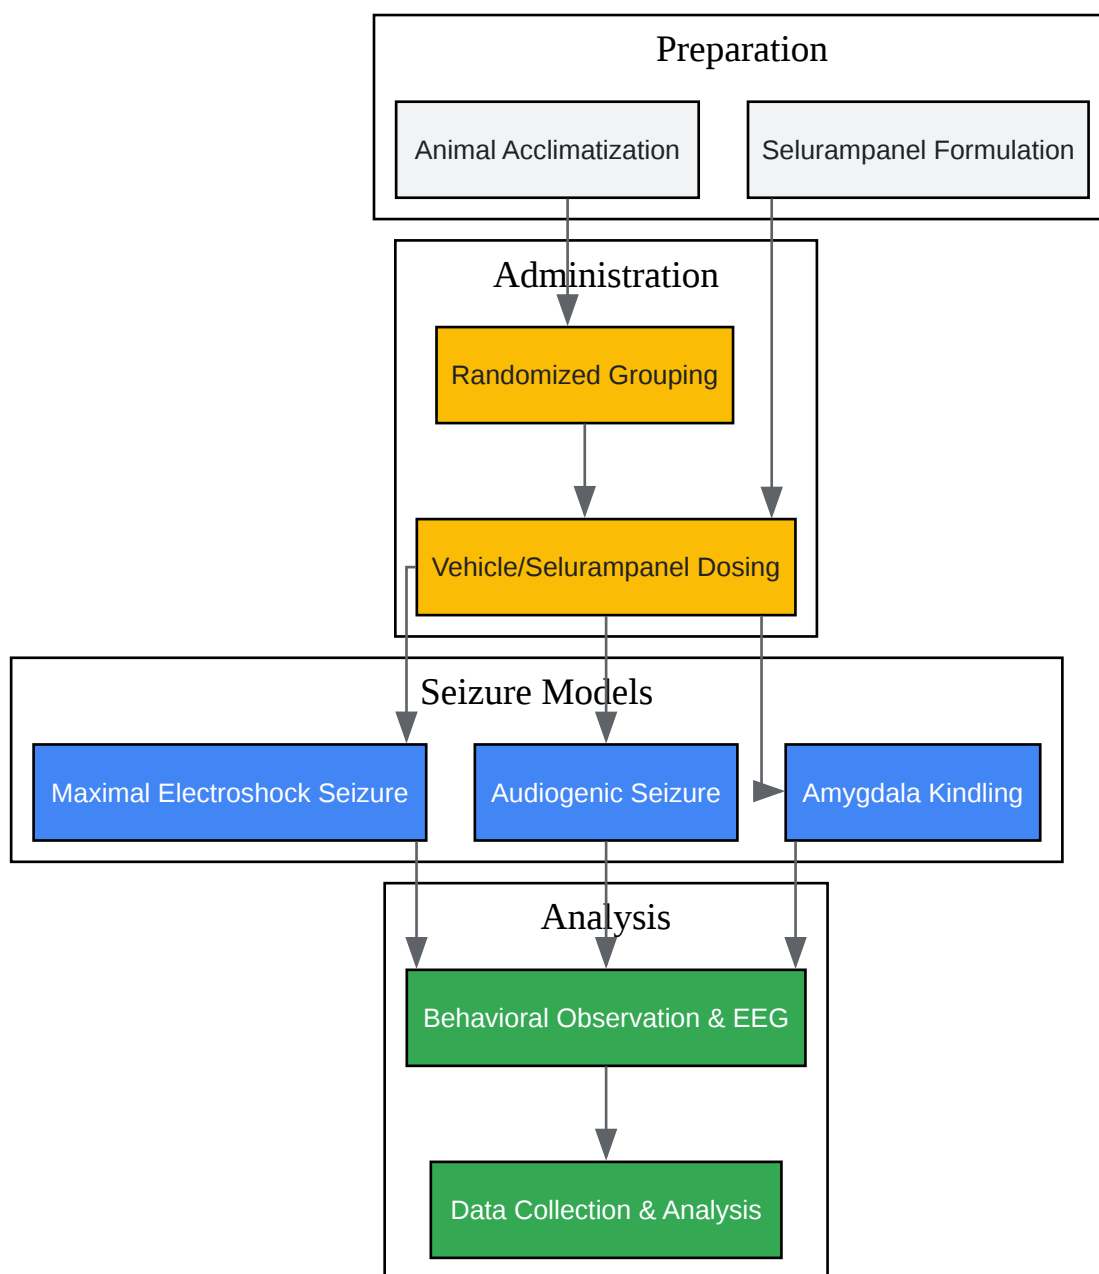 Preparation
Animal Acclimatization
Selurampanel Formulation
Administration
Randomized Grouping
Vehicle/Selurampanel Dosing
Seizure Models
Maximal Electroshock Seizure
Audiogenic Seizure
Amygdala Kindling
Analysis
Behavioral Observation & EEG
Data Collection & Analysis